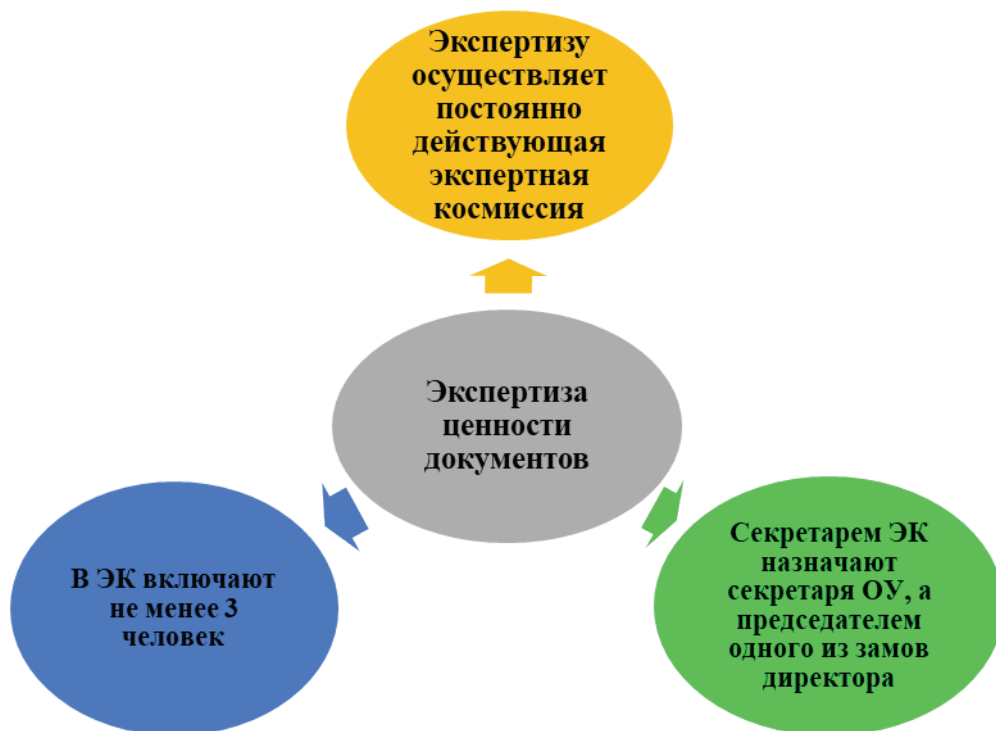 Экспертизу
осуществляет
постоянно
действующая
экспертная
космиссия
Экспертиза
ценности
документов
В ЭК включают
не менее 3
человек
Секретарем ЭК
назначают
секретаря ОУ, а
председателем
одного из замов
директора